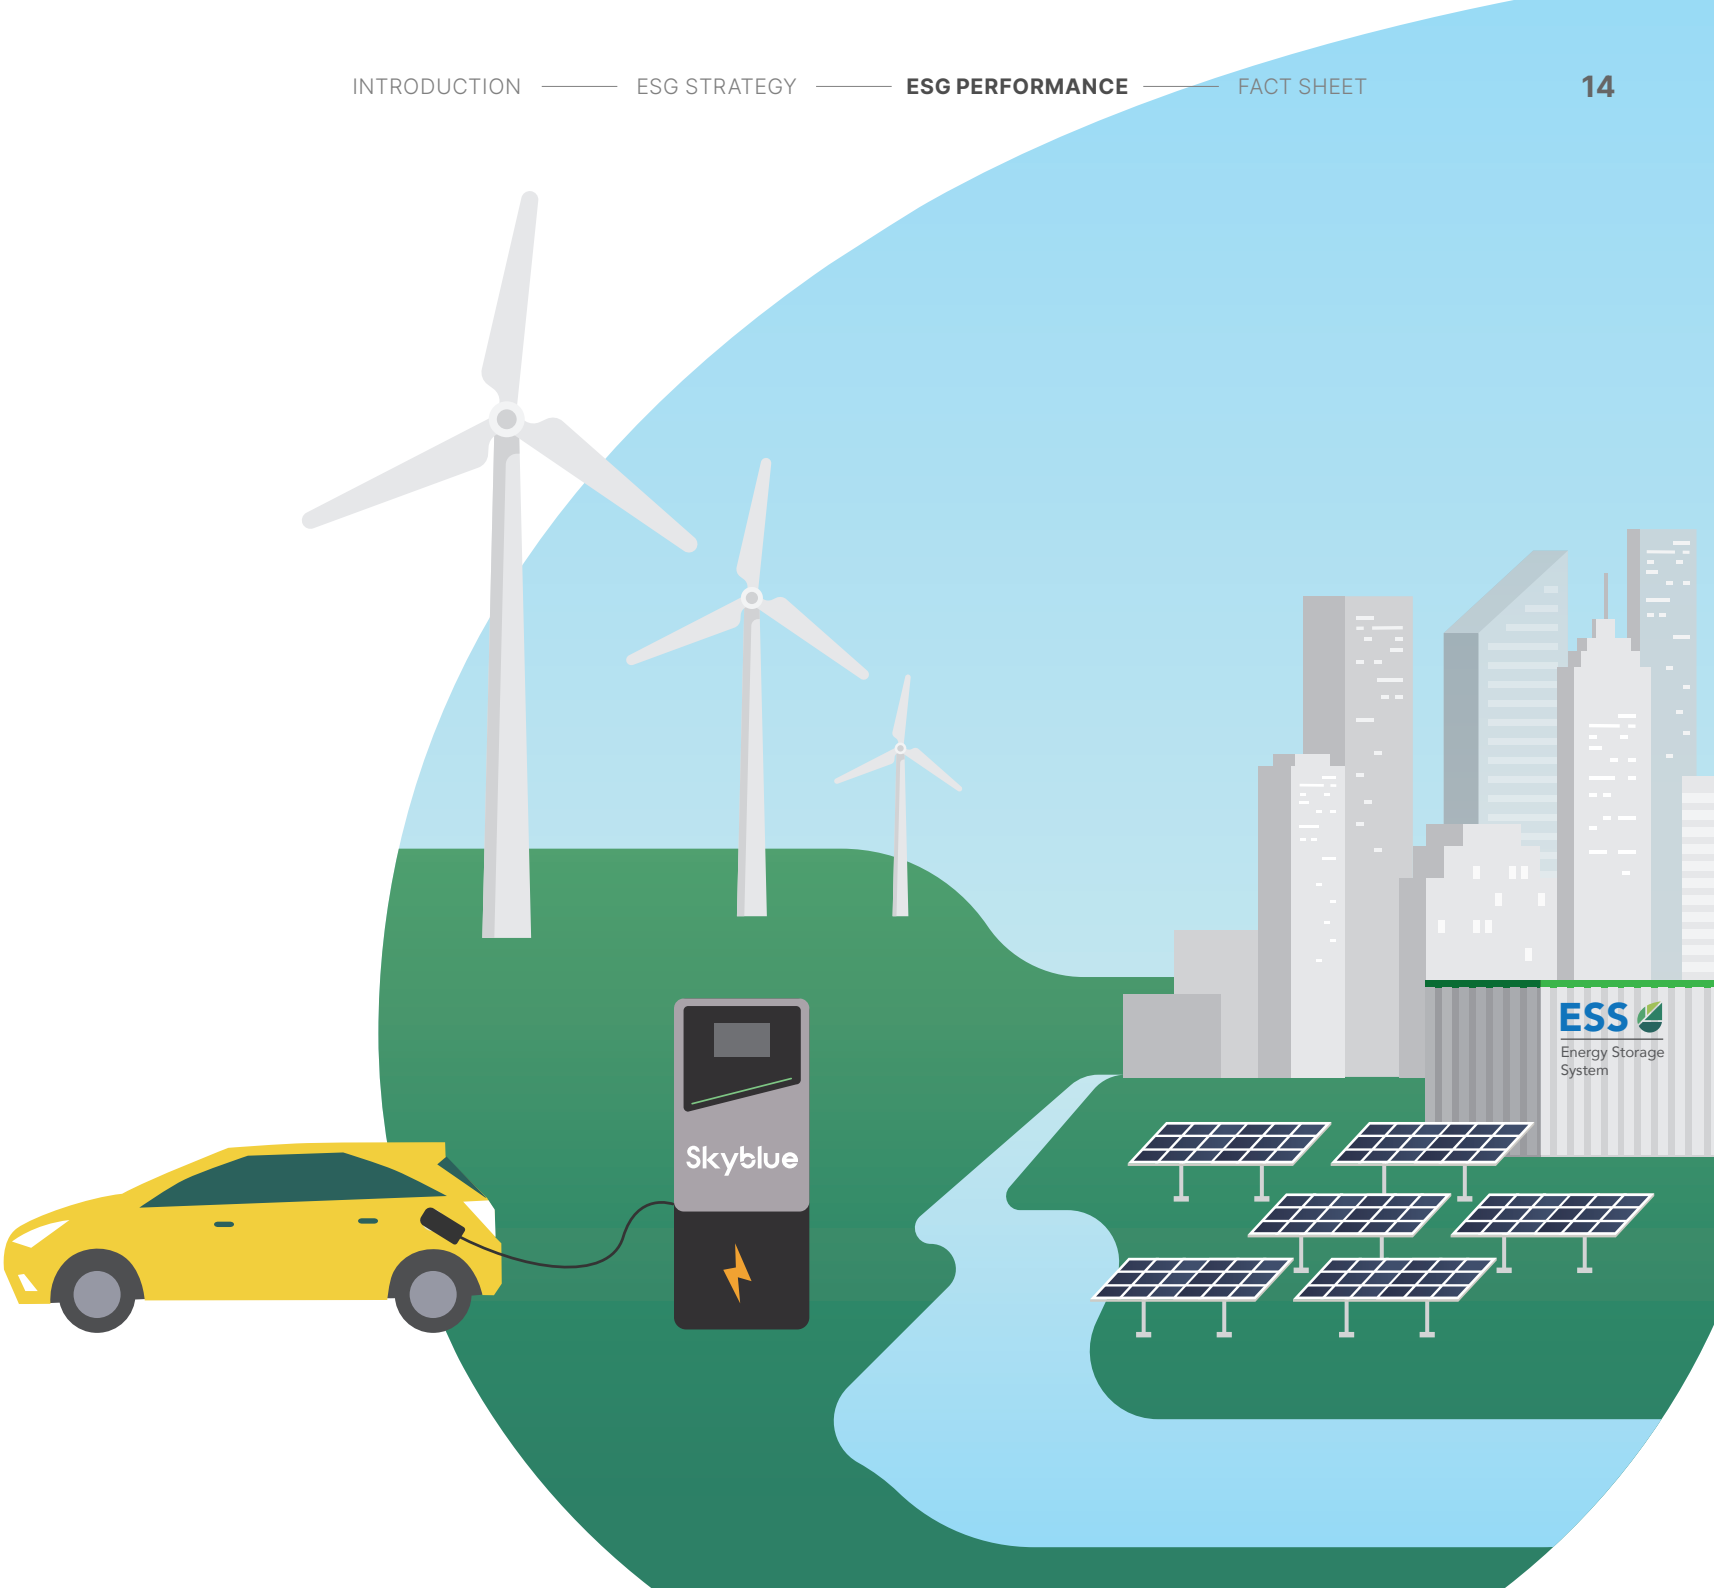 INTRODUCTION ESG STRATEGY ESG PERFORMANCE FACT SHEET 14
ESS
Energy Storage
System
Skyblue